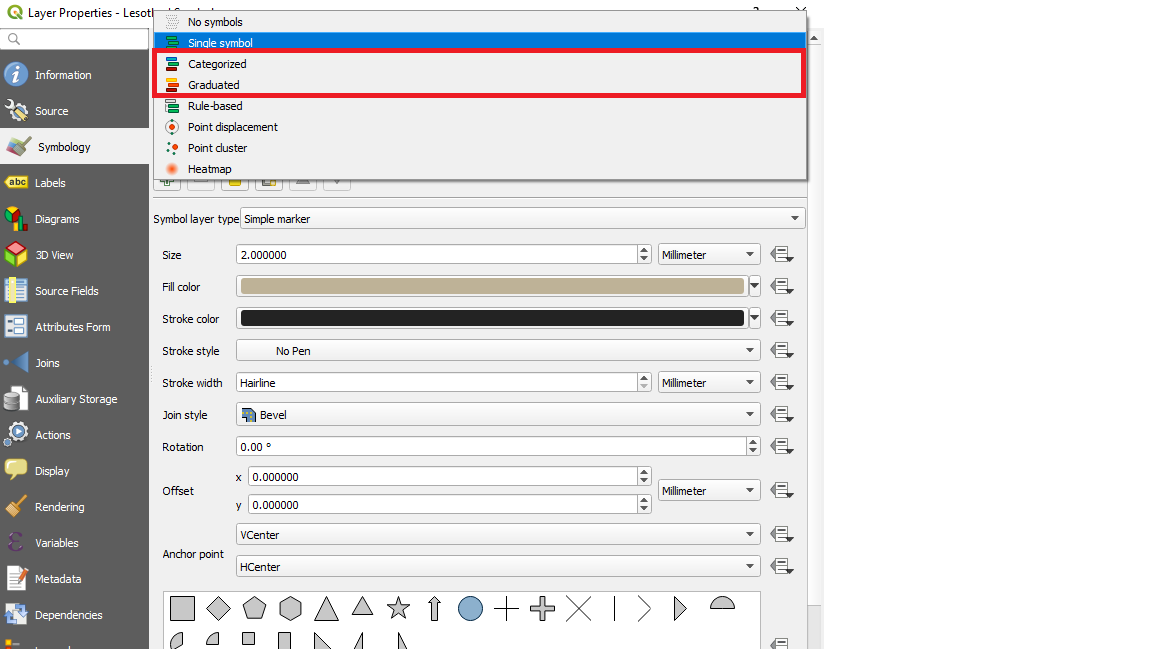 Layer Properties - Lesotho
?
No symbols
Single symbol
Categorized
Graduated
Rule-based
Point displacement
Point cluster
Heatmap
Information
Source
Symbology
abc Labels
Diagrams
3D View
Source Fields
Attributes Form
Joins
Auxiliary Storage
Actions
Display
Rendering
Variables
Metadata
Dependencies
Symbol layer type Simple marker
Size 2.000000 Millimeter
Fill color
Stroke color
Stroke style No Pen
Stroke width Hairline Millimeter
Join style Bevel
Rotation 0.00 °
Offset x 0.000000 Millimeter
y 0.000000
Anchor point VCenter
HCenter